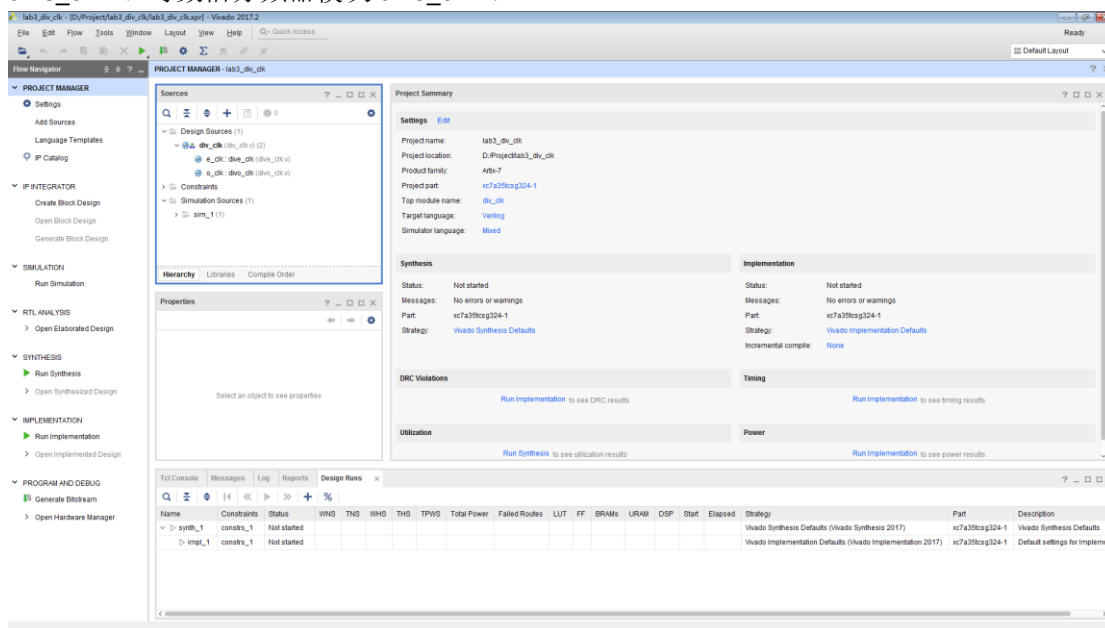 lab3_div_clk - [D:/Project/lab3_div_clk/lab3_div_clk.xpr] - Vivado 2017.2
File Edit Flow Tools Window Layout View Help Quick Access
Ready
Default Layout
Flow Navigator
PROJECT MANAGER - lab3_div_clk
PROJECT MANAGER
Settings
Add Sources
Language Templates
IP Catalog
IP INTEGRATOR
Create Block Design
Open Block Design
Generate Block Design
SIMULATION
Run Simulation
RTL ANALYSIS
Open Elaborated Design
SYNTHESIS
Run Synthesis
Open Synthesized Design
IMPLEMENTATION
Run Implementation
Open Implemented Design
PROGRAM AND DEBUG
Generate Bitstream
Open Hardware Manager
Sources
0
Design Sources (1)
div_clk (div_clk.v) (2)
e_clk : dive_clk (dive_clk.v)
o_clk : divo_clk (divo_clk.v)
Constraints
Simulation Sources (1)
sim_1 (1)
Hierarchy Libraries Compile Order
Properties
Select an object to see properties
Project Summary
Settings Edit
Project name: lab3_div_clk
Project location: D:/Project/lab3_div_clk
Product family: Artix-7
Project part: xc7a35tcsg324-1
Top module name: div_clk
Target language: Verilog
Simulator language: Mixed
Synthesis
Status: Not started
Messages: No errors or warnings
Part: xc7a35tcsg324-1
Strategy: Vivado Synthesis Defaults
Implementation
Status: Not started
Messages: No errors or warnings
Part: xc7a35tcsg324-1
Strategy: Vivado Implementation Defaults
Incremental compile: None
DRC Violations
Run Implementation to see DRC results
Timing
Run Implementation to see timing results
Utilization
Run Synthesis to see utilization results
Power
Run Implementation to see power results
Tcl Console Messages Log Reports Design Runs
Name Constraints Status WNS TNS WHS THS TPWS Total Power Failed Routes LUT FF BRAMs URAM DSP Start Elapsed Strategy Part Description
synth_1 constrs_1 Not started Vivado Synthesis Defaults (Vivado Synthesis 2017) xc7a35tcsg324-1 Vivado Synthesis Defaults
impl_1 constrs_1 Not started Vivado Implementation Defaults (Vivado Implementation 2017) xc7a35tcsg324-1 Default settings for Implem